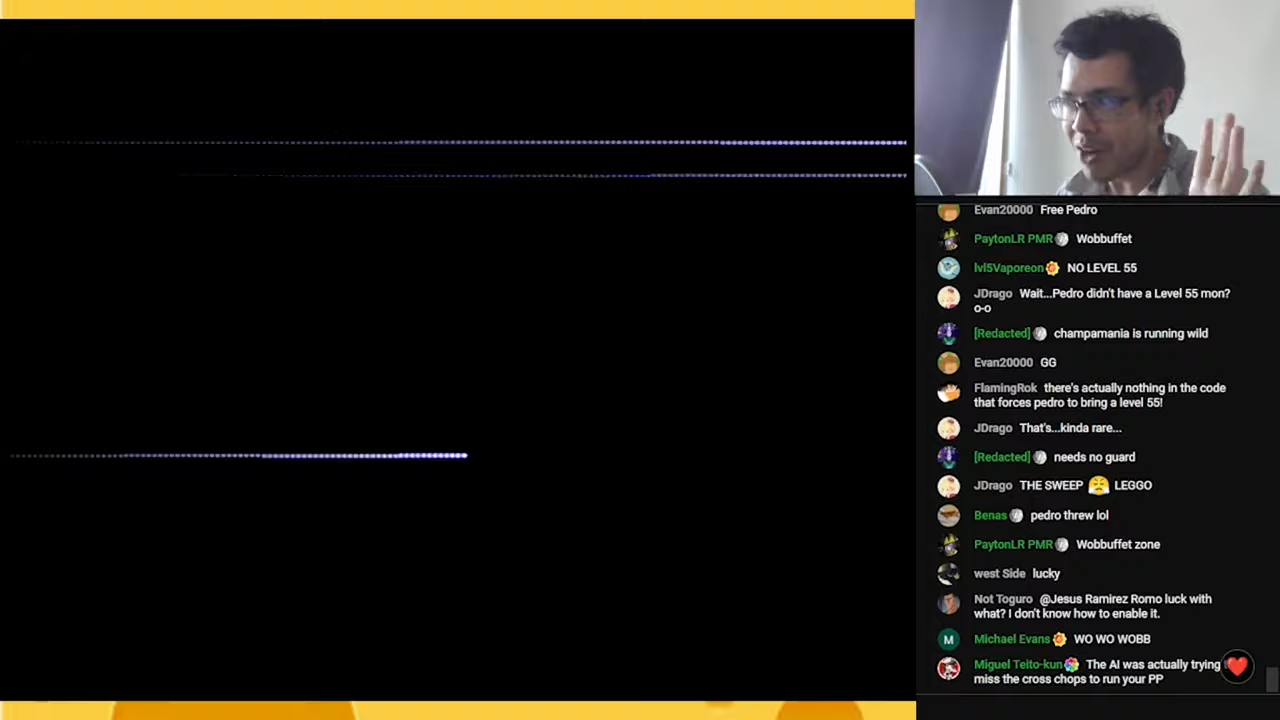 Evan20000 Free Pedro
PaytonLR PMR Wobbuffet
lvl5Vaporeon NO LEVEL 55
JDrago Wait...Pedro didn't have a Level 55 mon?
o-o
[Redacted] champamania is running wild
Evan20000 GG
FlamingRok there's actually nothing in the code
that forces pedro to bring a level 55!
JDrago That's...kinda rare...
[Redacted] needs no guard
JDrago THE SWEEP 😤 LEGGO
Benas pedro threw lol
PaytonLR PMR Wobbuffet zone
west Side lucky
Not Toguro @Jesus Ramirez Romo luck with
what? I don't know how to enable it.
M Michael Evans WO WO WOBB
Miguel Teito-kun The AI was actually trying
miss the cross chops to run your PP